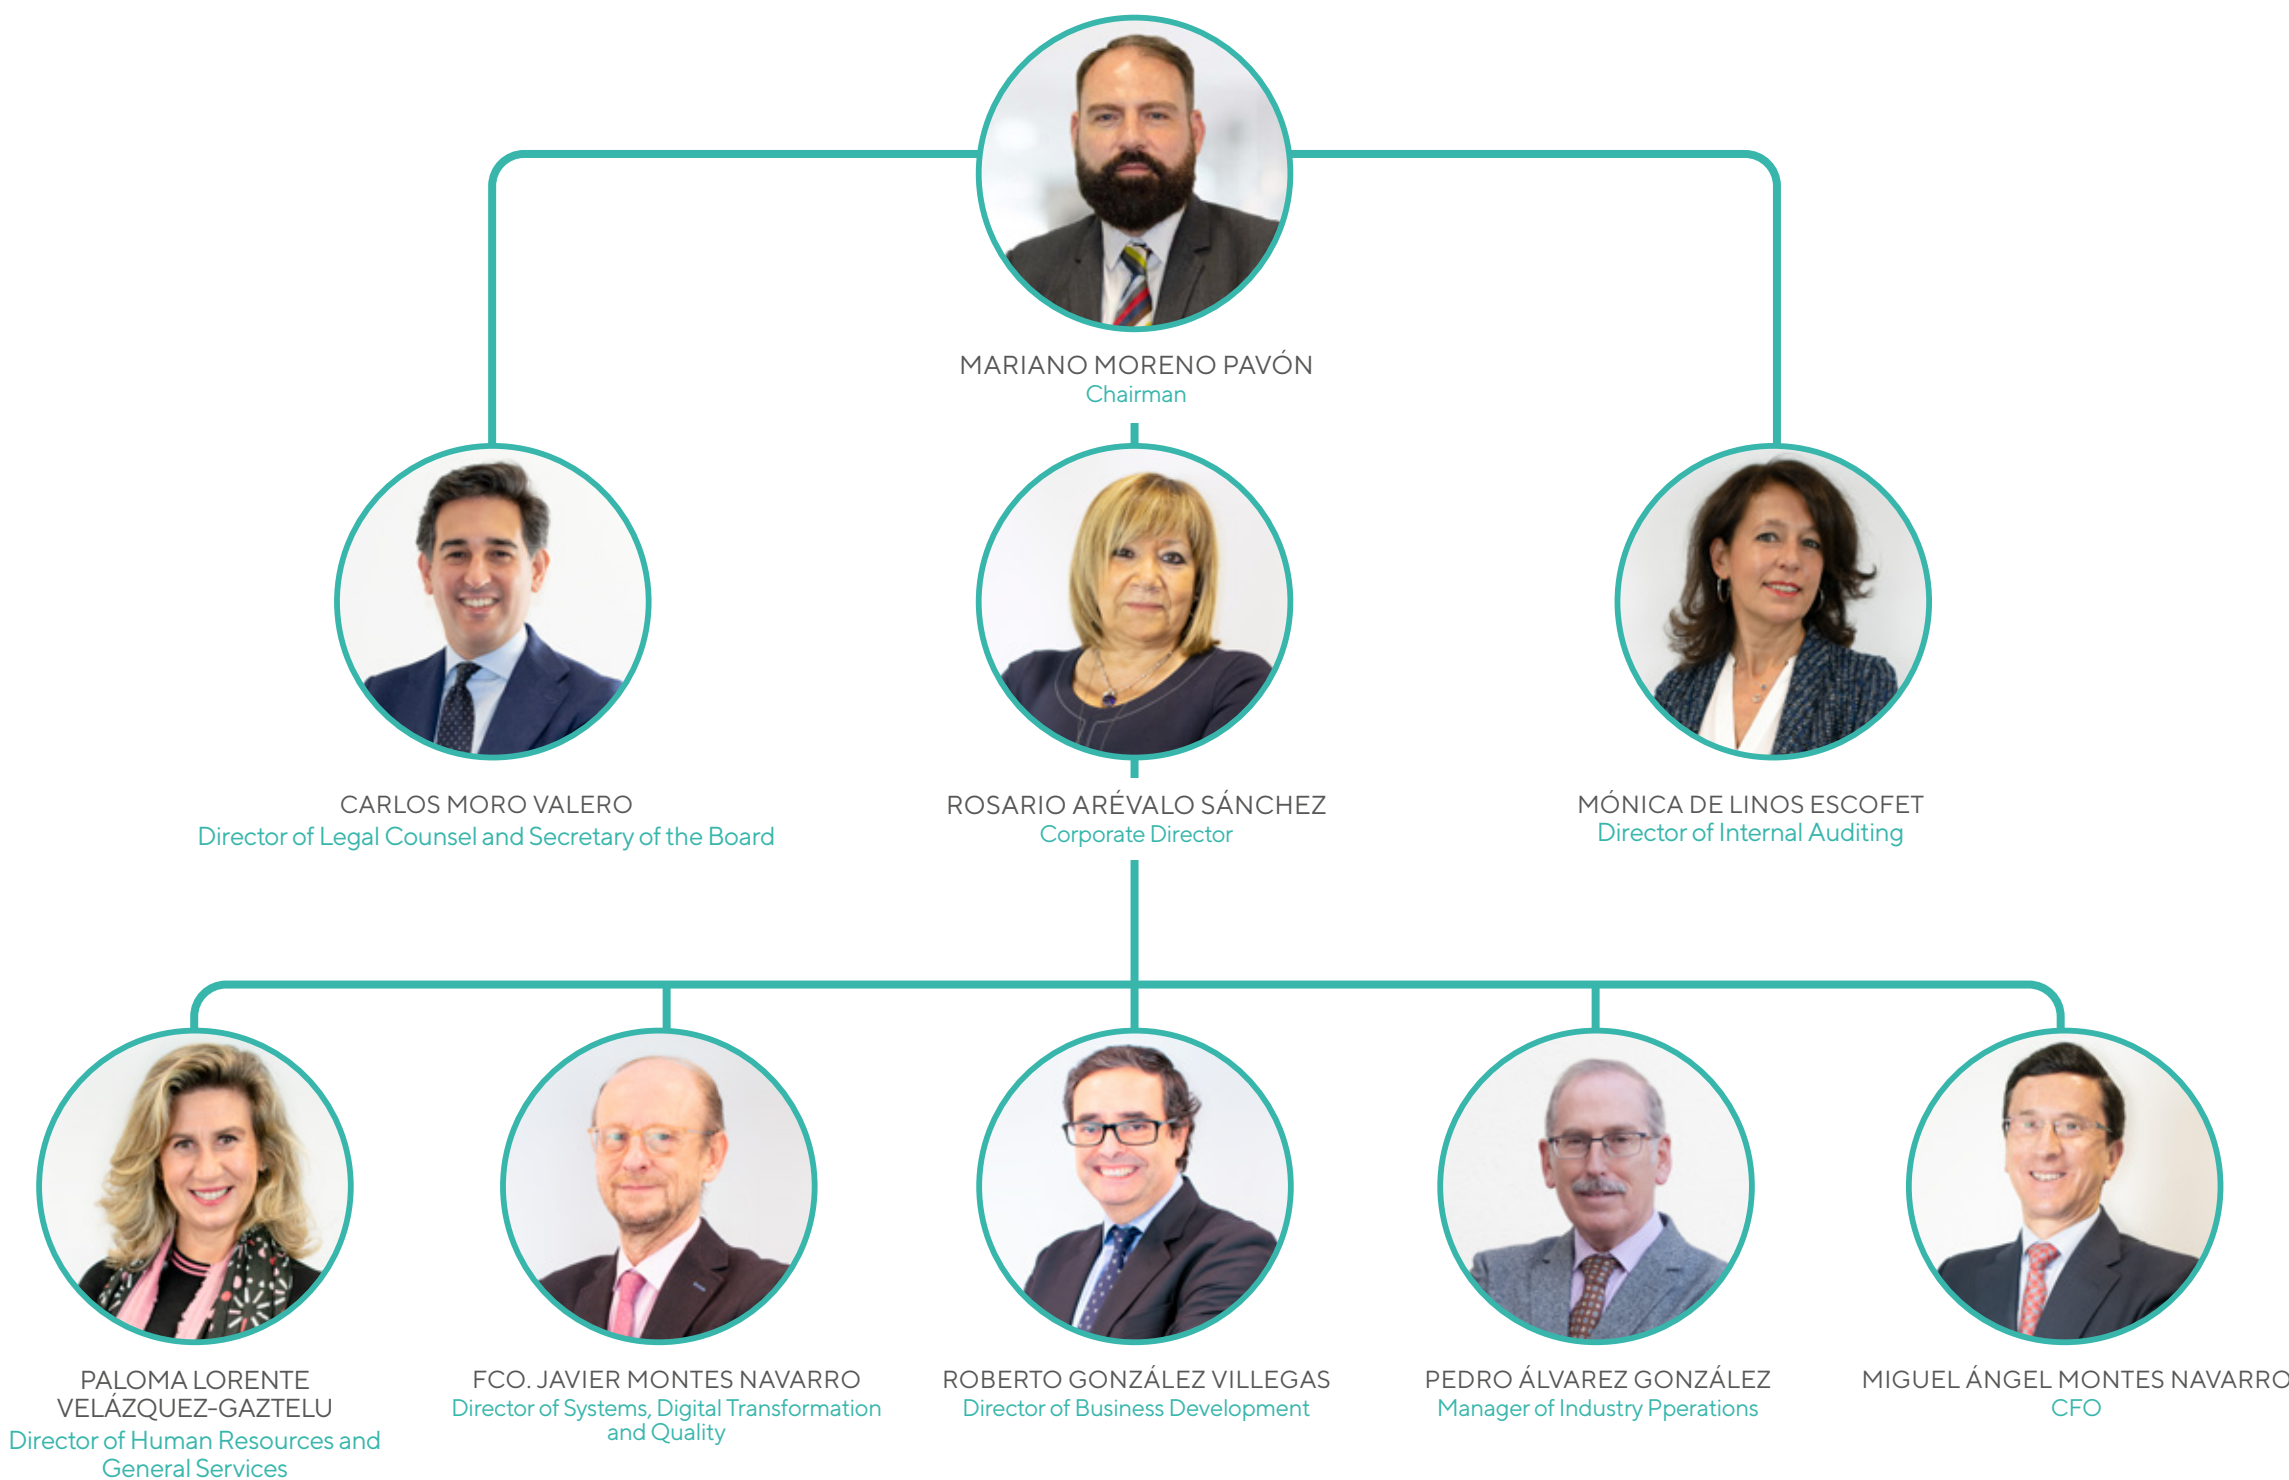 MARIANO MORENO PAVÓN
Chairman
CARLOS MORO VALERO
Director of Legal Counsel and Secretary of the Board
ROSARIO ARÉVALO SÁNCHEZ
Corporate Director
MÓNICA DE LINOS ESCOFET
Director of Internal Auditing
PALOMA LORENTE
VELÁZQUEZ-GAZTELU
Director of Human Resources and
General Services
FCO. JAVIER MONTES NAVARRO
Director of Systems, Digital Transformation
and Quality
ROBERTO GONZÁLEZ VILLEGAS
Director of Business Development
PEDRO ÁLVAREZ GONZÁLEZ
Manager of Industry Pperations
MIGUEL ÁNGEL MONTES NAVARRO
CFO